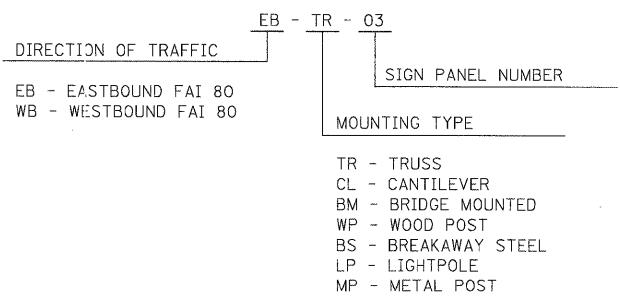 EB - TR - 03
DIRECTION OF TRAFFIC
SIGN PANEL NUMBER
EB - EASTBOUND FAI 80
WB - WESTBOUND FAI 80
MOUNTING TYPE
TR - TRUSS
CL - CANTILEVER
BM - BRIDGE MOUNTED
WP - WOOD POST
BS - BREAKAWAY STEEL
LP - LIGHTPOLE
MP - METAL POST